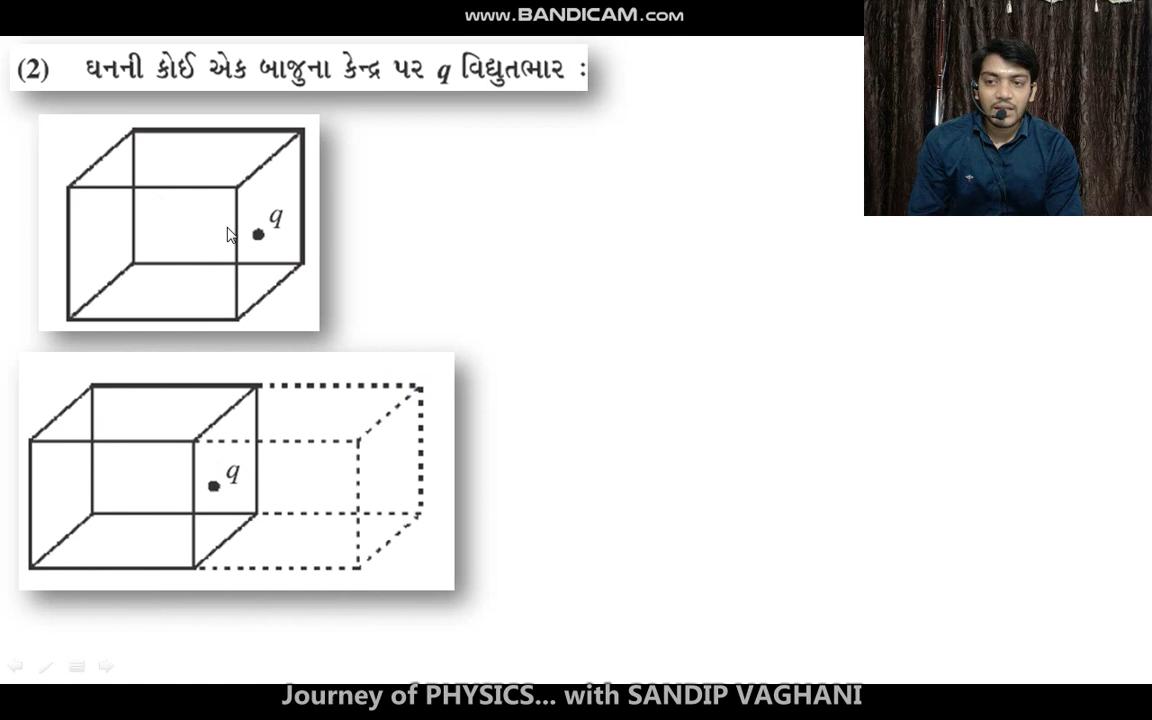 WWW.BANDICAM.COM
(2) ઘનની કોઈ એક બાજુના કેન્દ્ર પર q વિદ્યુતભાર :
q
q
Journey of PHYSICS... with SANDIP VAGHANI